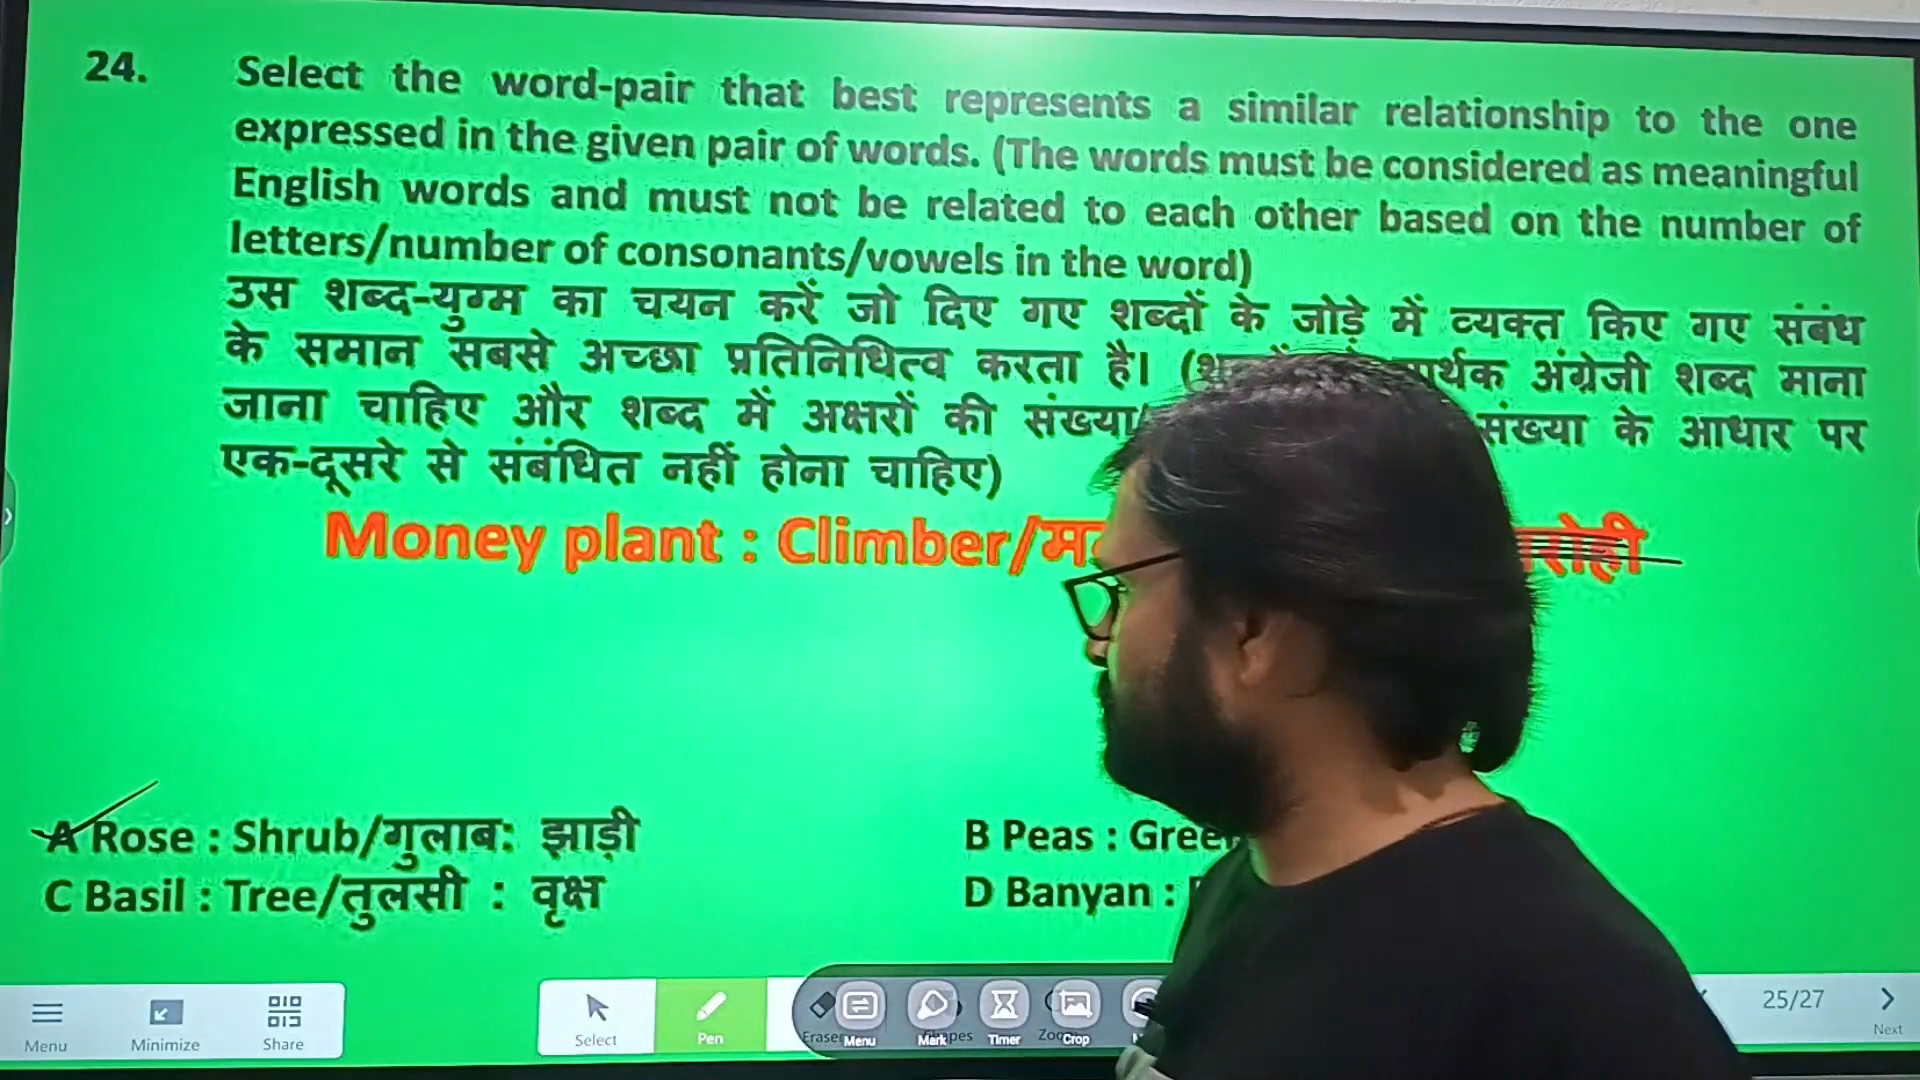 24. Select the word-pair that best represents a similar relationship to the one
expressed in the given pair of words. (The words must be considered as meaningful
English words and must not be related to each other based on the number of
letters/number of consonants/vowels in the word)
उस शब्द-युग्म का चयन करें जो दिए गए शब्दों के जोड़े में व्यक्त किए गए संबंध
के समान सबसे अच्छा प्रतिनिधित्व करता है। अंग्रेजी शब्द माना
जाना चाहिए और शब्द में अक्षरों की संख्या संख्या के आधार पर
एक-दूसरे से संबंधित नहीं होना चाहिए)
Money plant : Climber/
A Rose : Shrub/गुलाब: झाड़ी
B Peas :
C Basil : Tree/तुलसी : वृक्ष
D Banyan :
Menu
Minimize
Share
Select
Pen
Menu
Mark
Timer
Crop
25/27
Next